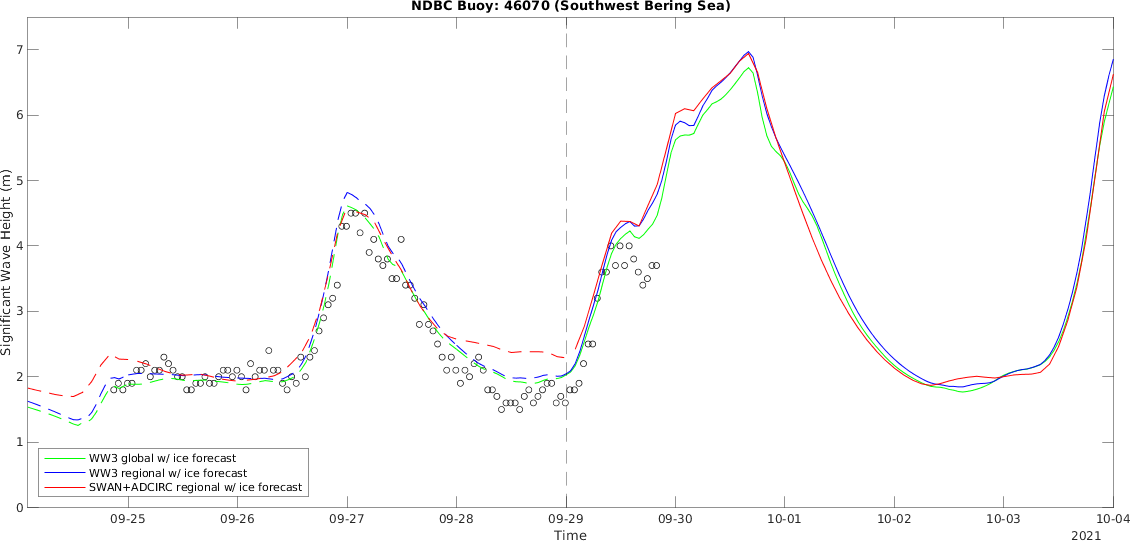 NDBC Buoy: 46070 (Southwest Bering Sea)
Significant Wave Height (m)
7
6
5
4
3
2
1
0
WW3 global w/ ice forecast
WW3 regional w/ ice forecast
SWAN+ADCIRC regional w/ ice forecast
09-25 09-26 09-27 09-28 09-29 09-30 10-01 10-02 10-03 10-04
Time
2021